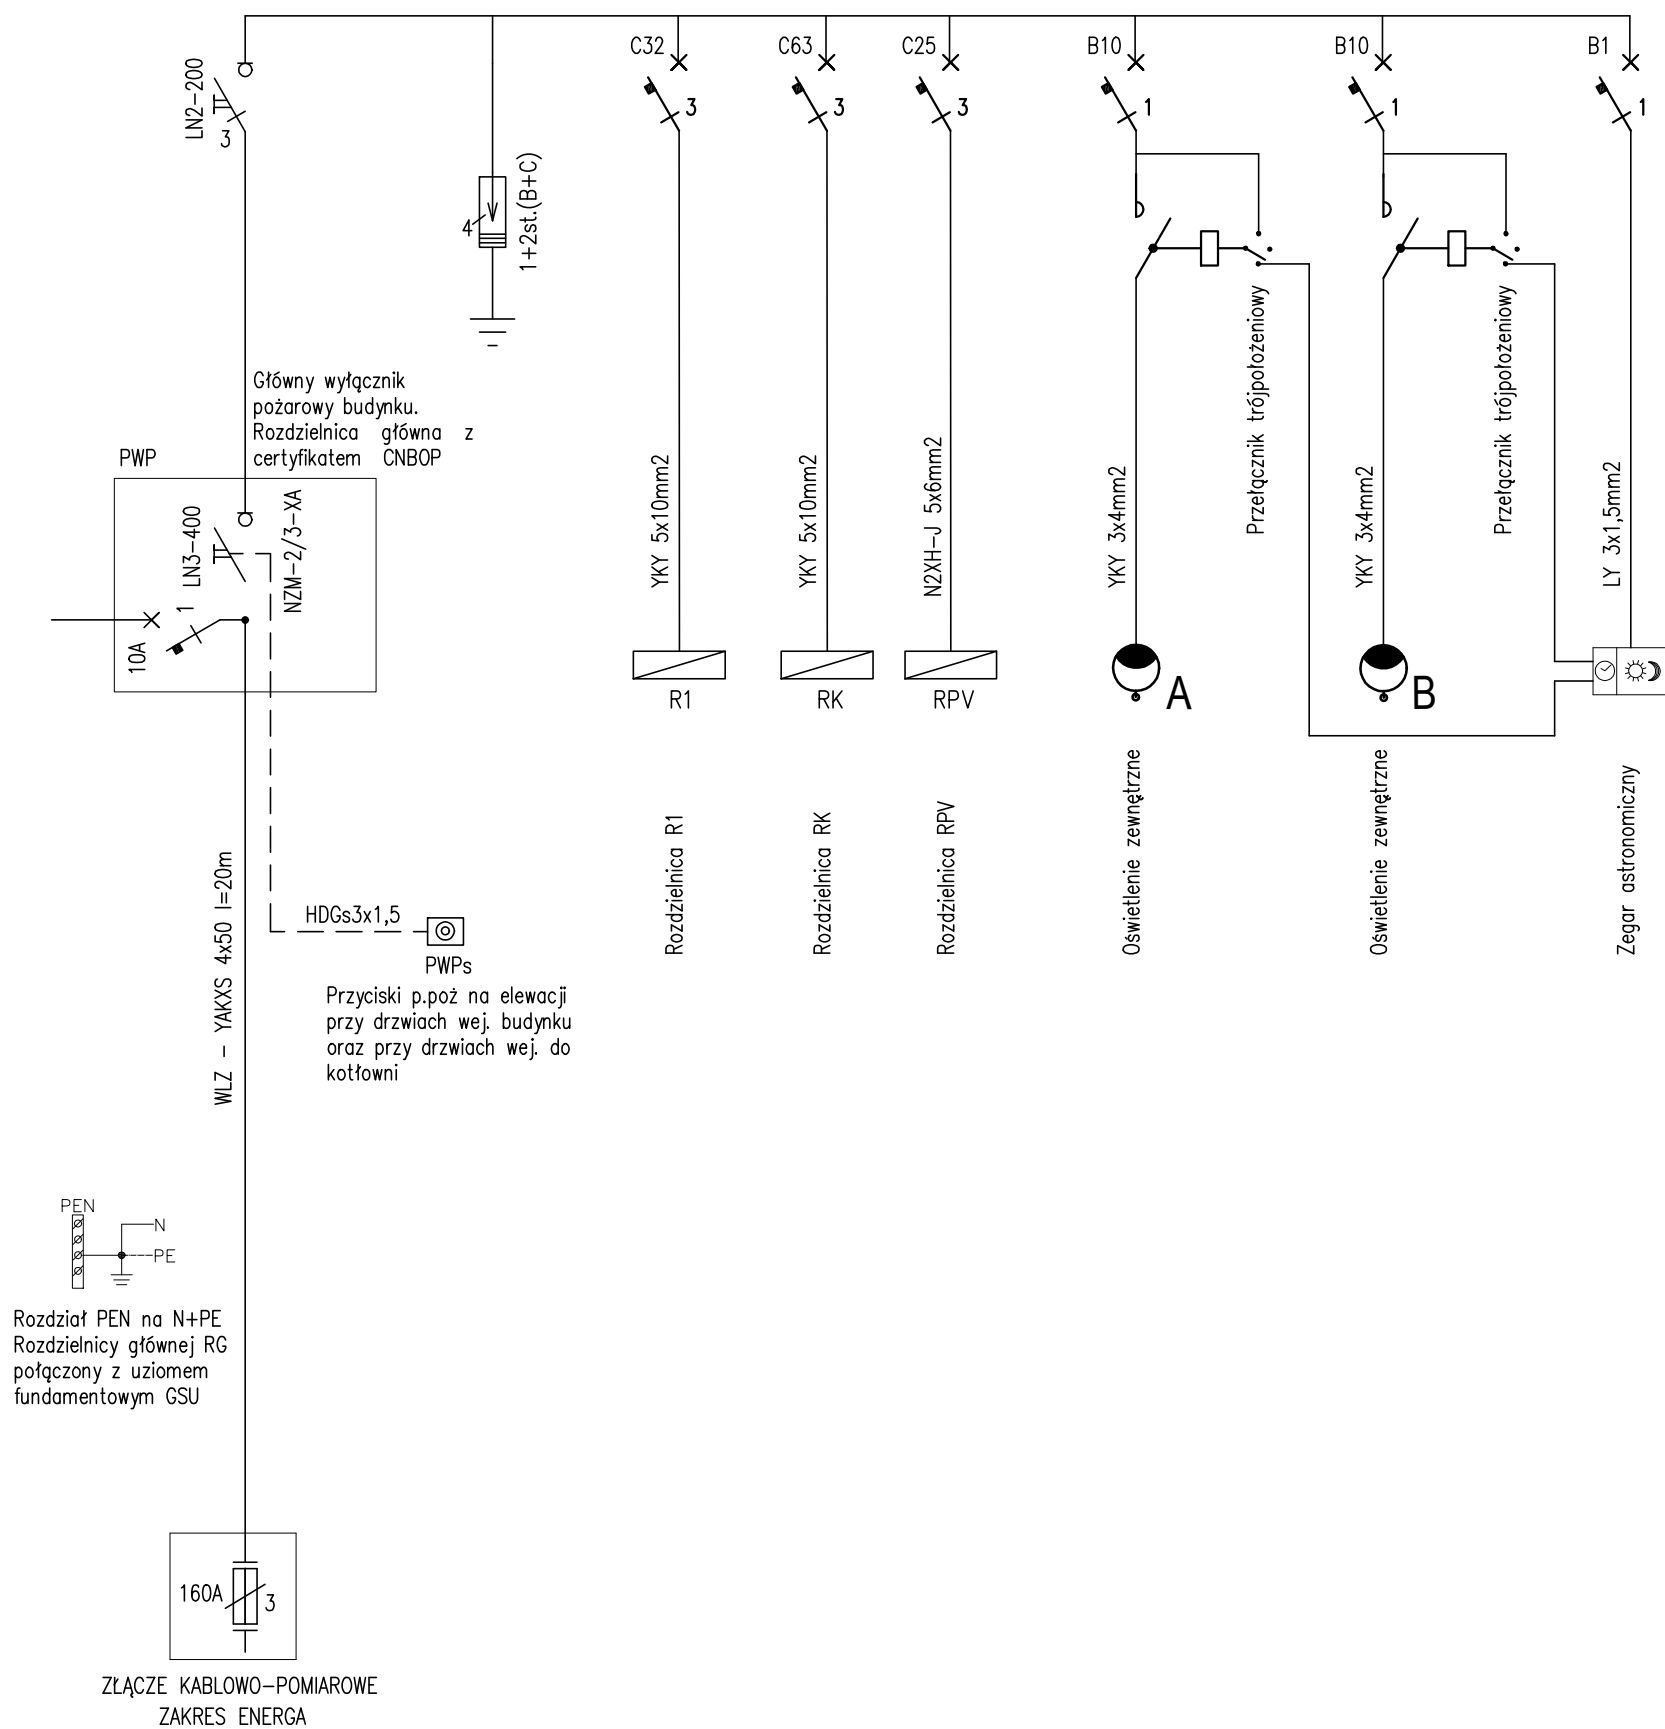 C32
C63
C25
B10
B10
B1
LN2-200
3
3
3
3
1
1
1
4
1+2st.(B+C)
Główny wyłącznik
pożarowy budynku.
Rozdzielnica główna z
certyfikatem CNBOP
PWP
LN3-400
NZM-2/3-XA
1
10A
YKY 5x10mm2
YKY 5x10mm2
N2XH-J 5x6mm2
YKY 3x4mm2
Przełącznik trójpołożeniowy
YKY 3x4mm2
Przełącznik trójpołożeniowy
LY 3x1,5mm2
R1
RK
RPV
A
B
Rozdzielnica R1
Rozdzielnica RK
Rozdzielnica RPV
Oświetlenie zewnętrzne
Oświetlenie zewnętrzne
Zegar astronomiczny
WLZ - YAKXS 4x50 l=20m
HDGs3x1,5
PWPs
Przyciski p.poż na elewacji
przy drzwiach wej. budynku
oraz przy drzwiach wej. do
kotłowni
PEN
N
PE
Rozdział PEN na N+PE
Rozdzielnicy głównej RG
połączony z uziomem
fundamentowym GSU
160A
3
ZŁĄCZE KABLOWO-POMIAROWE
ZAKRES ENERGA